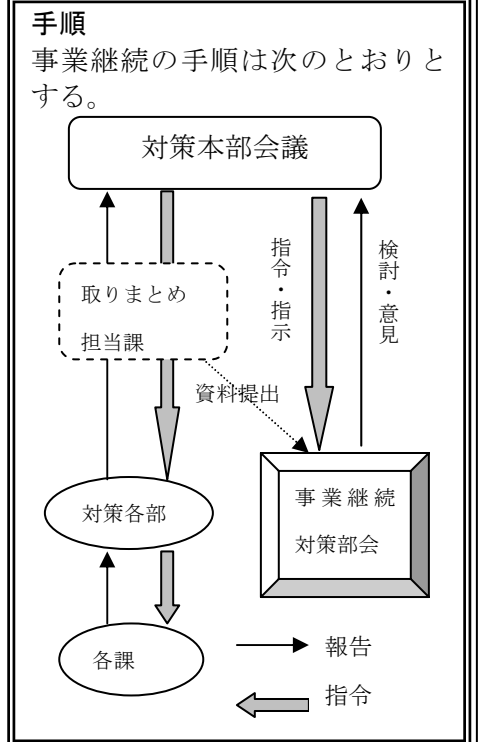 手順
事業継続の手順は次のとおりと
する。
対策本部会議
指令・指示
検討・意見
取りまとめ
担当課
資料提出
対策各部
事業継続
対策部会
各課
報告
指令